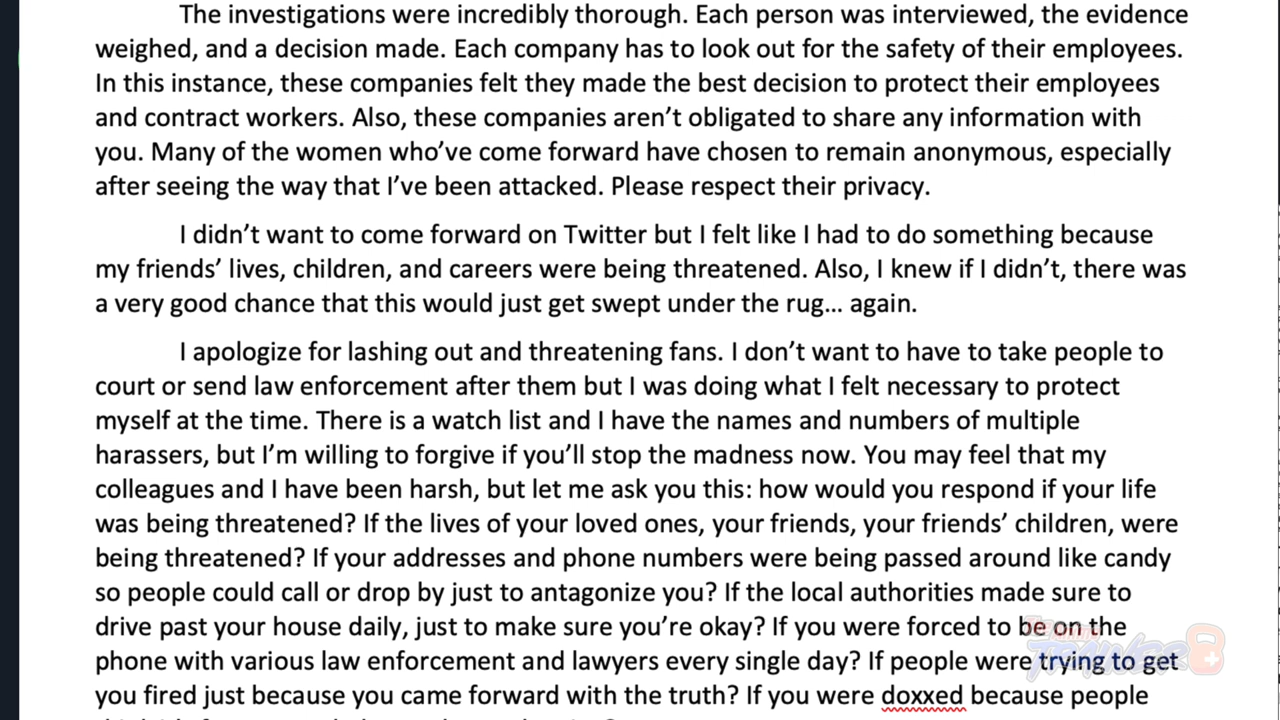 The investigations were incredibly thorough. Each person was interviewed, the evidence
weighed, and a decision made. Each company has to look out for the safety of their employees.
In this instance, these companies felt they made the best decision to protect their employees
and contract workers. Also, these companies aren’t obligated to share any information with
you. Many of the women who’ve come forward have chosen to remain anonymous, especially
after seeing the way that I’ve been attacked. Please respect their privacy.
I didn’t want to come forward on Twitter but I felt like I had to do something because
my friends’ lives, children, and careers were being threatened. Also, I knew if I didn’t, there was
a very good chance that this would just get swept under the rug… again.
I apologize for lashing out and threatening fans. I don’t want to have to take people to
court or send law enforcement after them but I was doing what I felt necessary to protect
myself at the time. There is a watch list and I have the names and numbers of multiple
harassers, but I’m willing to forgive if you’ll stop the madness now. You may feel that my
colleagues and I have been harsh, but let me ask you this: how would you respond if your life
was being threatened? If the lives of your loved ones, your friends, your friends’ children, were
being threatened? If your addresses and phone numbers were being passed around like candy
so people could call or drop by just to antagonize you? If the local authorities made sure to
drive past your house daily, just to make sure you’re okay? If you were forced to be on the
phone with various law enforcement and lawyers every single day? If people were trying to get
you fired just because you came forward with the truth? If you were doxxed because people